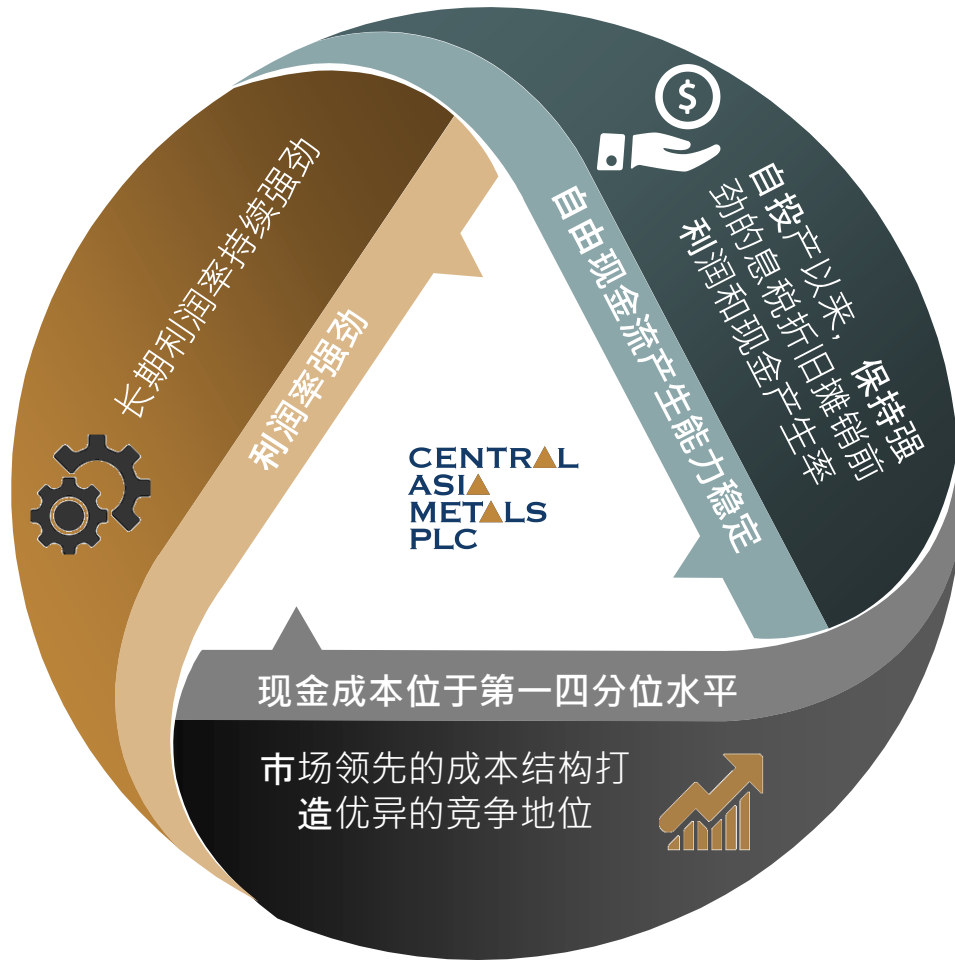 长期利润率持续强劲
利润率强劲
$
自由现金流产生能力稳定
自投产以来，保持强
劲的息税折旧摊销前
利润和现金产生率
CENTRAL
ASIA
METALS
PLC
现金成本位于第一四分位水平
市场领先的成本结构打
造优异的竞争地位